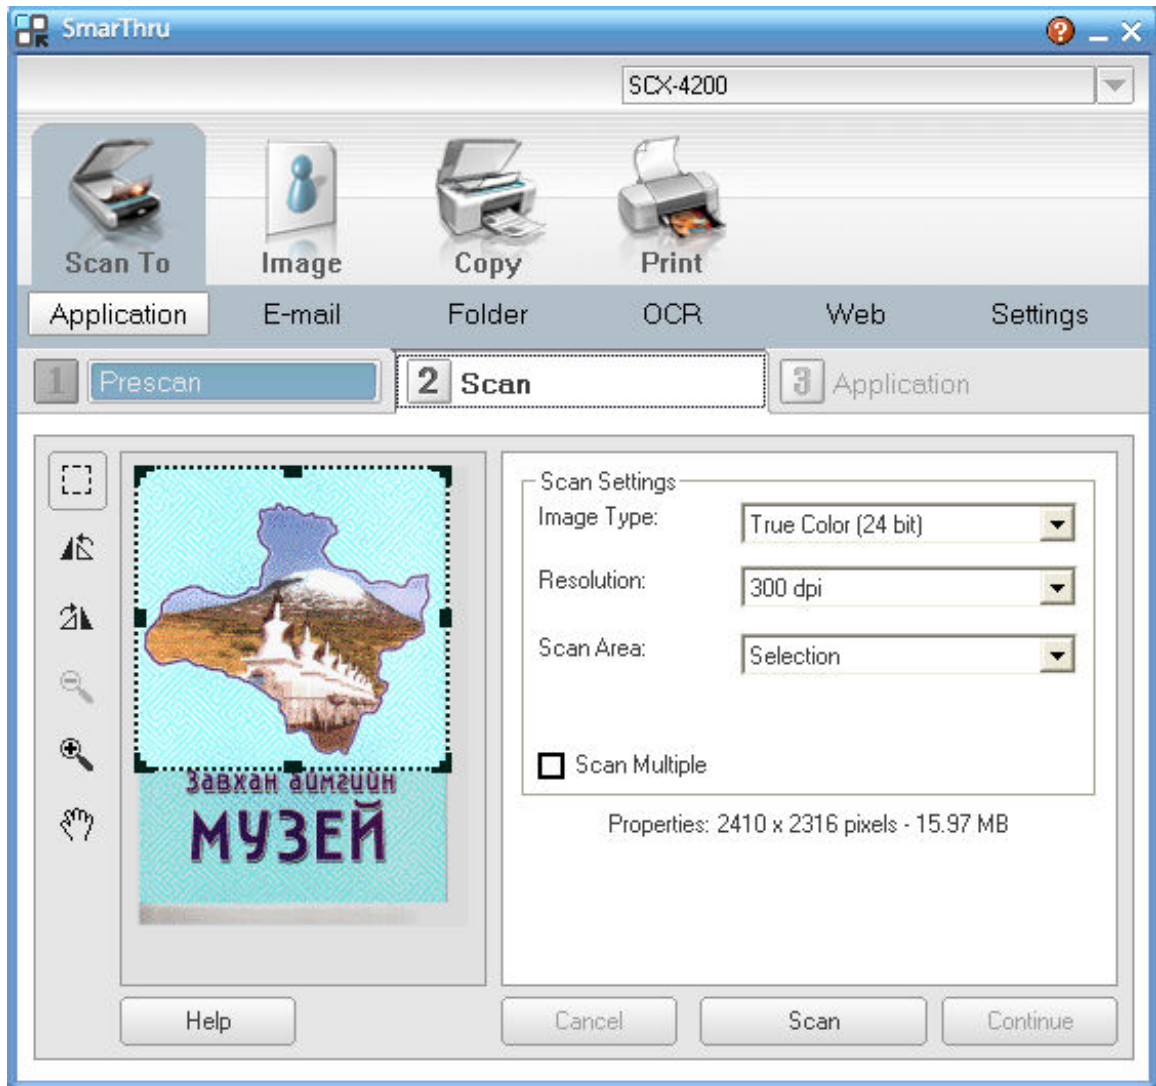 SmarThru
SCX-4200
Scan To
Image
Copy
Print
Application
E-mail
Folder
OCR
Web
Settings
1 Prescan
2 Scan
3 Application
Завхан аймгийн
МУЗЕЙ
Scan Settings
Image Type:
True Color (24 bit)
Resolution:
300 dpi
Scan Area:
Selection
Scan Multiple
Properties: 2410 x 2316 pixels - 15.97 MB
Help
Cancel
Scan
Continue